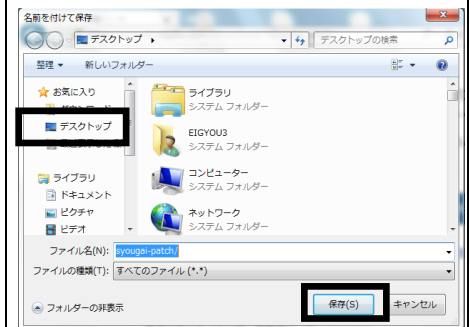 名前を付けて保存
デスクトップ
デスクトップの検索
整理
新しいフォルダー
お気に入り
デスクトップ
ライブラリ
ドキュメント
ピクチャ
ビデオ
ライブラリ
システム フォルダー
EIGYOU3
システム フォルダー
コンピューター
システム フォルダー
ネットワーク
システム フォルダー
ファイル名(N): syougai-patch/
ファイルの種類(T): すべてのファイル (*.*)
フォルダーの非表示
保存(S)
キャンセル